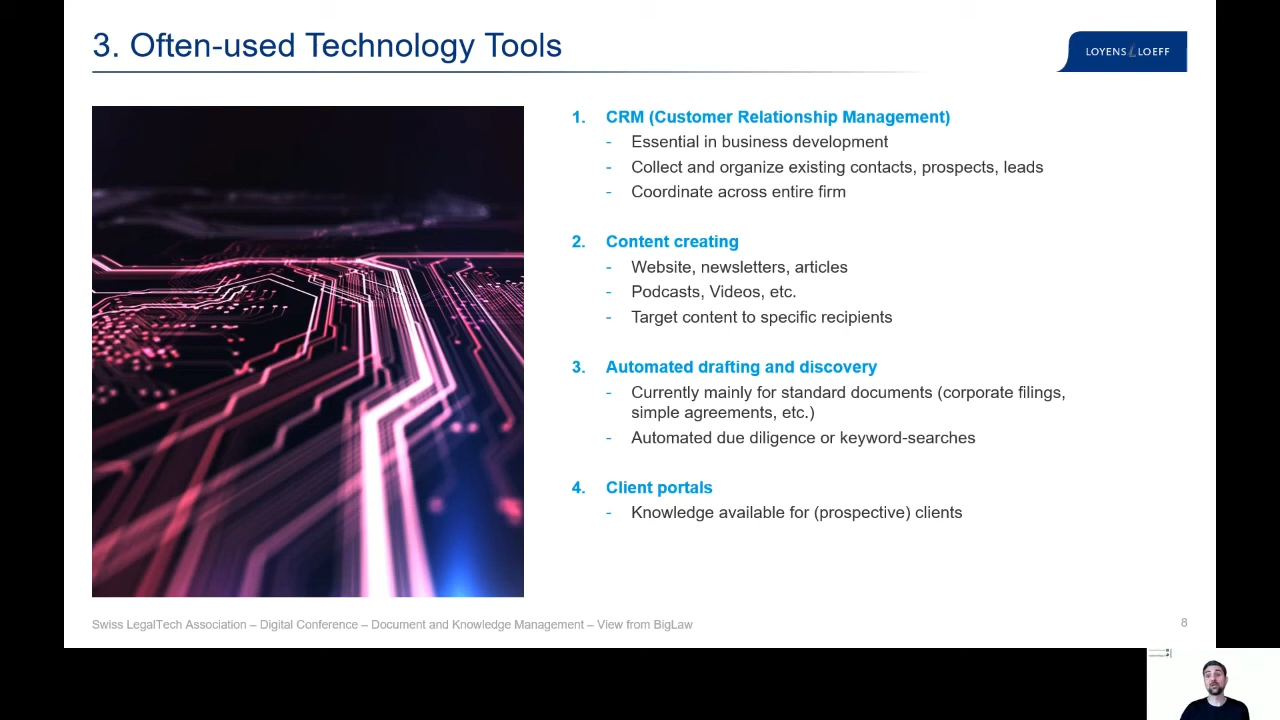 3. Often-used Technology Tools
LOYENS LOEFF
1. CRM (Customer Relationship Management)
- Essential in business development
- Collect and organize existing contacts, prospects, leads
- Coordinate across entire firm
2. Content creating
- Website, newsletters, articles
- Podcasts, Videos, etc.
- Target content to specific recipients
3. Automated drafting and discovery
- Currently mainly for standard documents (corporate filings,
simple agreements, etc.)
- Automated due diligence or keyword-searches
4. Client portals
- Knowledge available for (prospective) clients
Swiss LegalTech Association – Digital Conference – Document and Knowledge Management – View from BigLaw
8